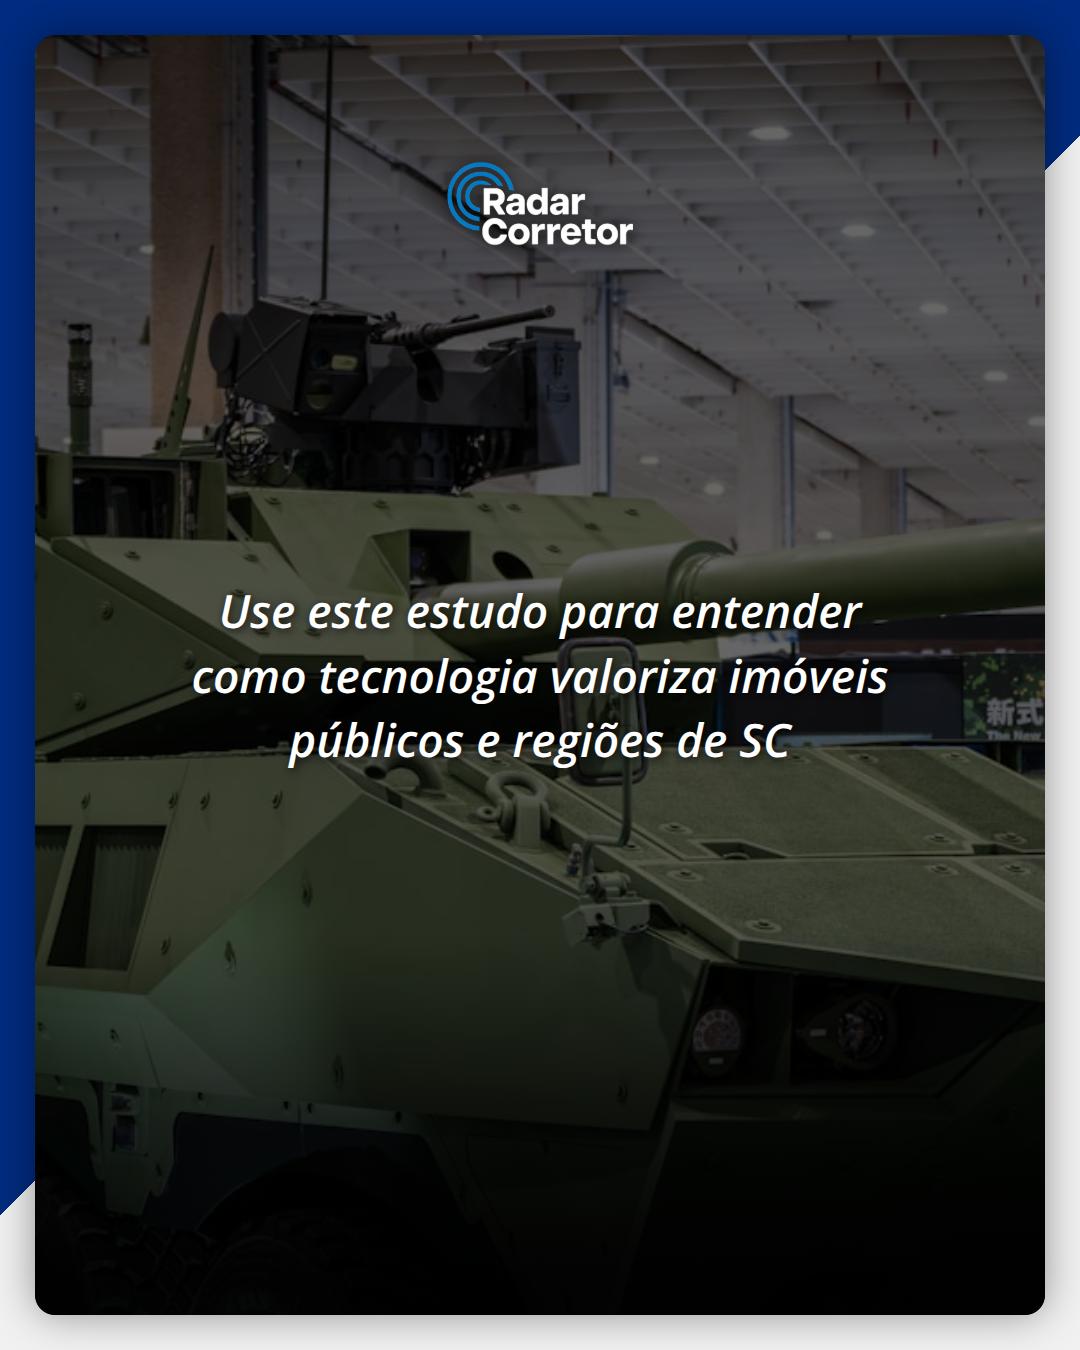 Radar
Corretor
Use este estudo para entender
como tecnologia valoriza imóveis
públicos e regiões de SC
新式
The New